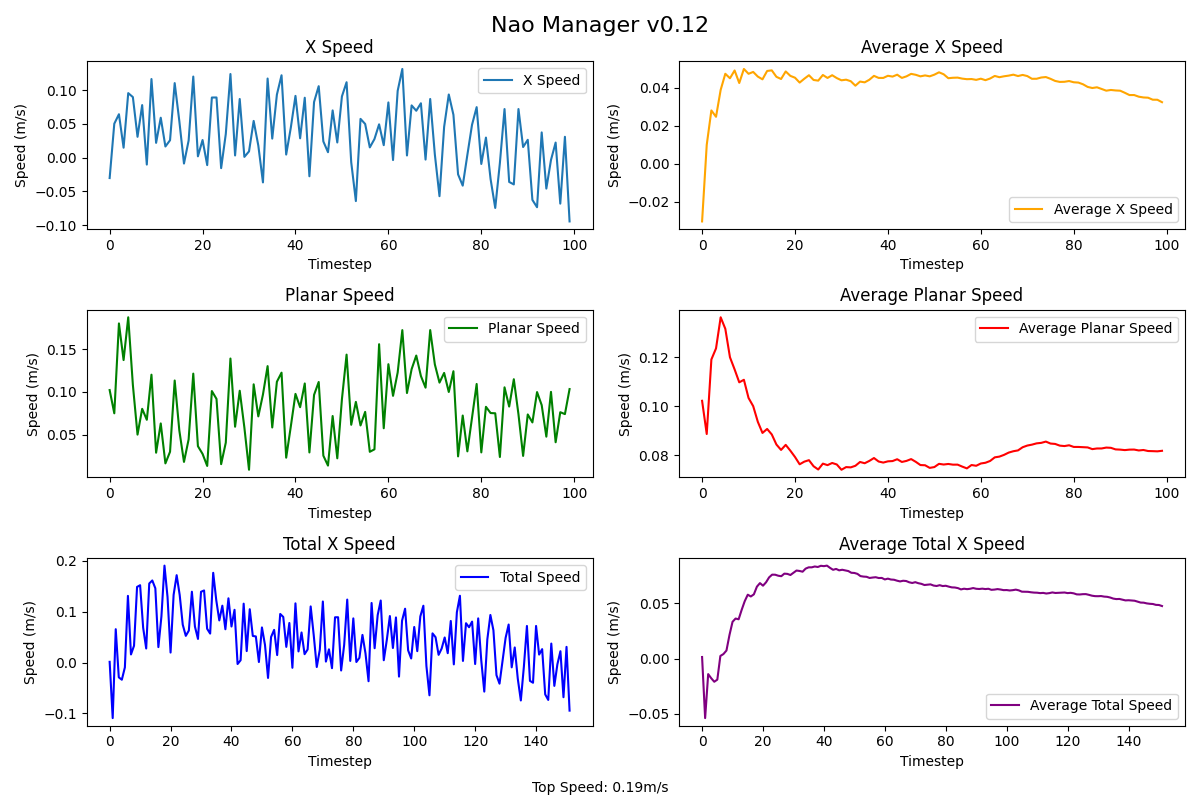 Nao Manager v0.12
X Speed
Speed (m/s)
0.10
0.05
0.00
−0.05
−0.10
X Speed
0 20 40 60 80 100
Timestep
Average X Speed
Speed (m/s)
0.04
0.02
0.00
−0.02
Average X Speed
0 20 40 60 80 100
Timestep
Planar Speed
Speed (m/s)
0.15
0.10
0.05
Planar Speed
0 20 40 60 80 100
Timestep
Average Planar Speed
Speed (m/s)
0.12
0.10
0.08
Average Planar Speed
0 20 40 60 80 100
Timestep
Total X Speed
Speed (m/s)
0.2
0.1
0.0
−0.1
Total Speed
0 20 40 60 80 100 120 140
Timestep
Average Total X Speed
Speed (m/s)
0.05
0.00
−0.05
Average Total Speed
0 20 40 60 80 100 120 140
Timestep
Top Speed: 0.19m/s